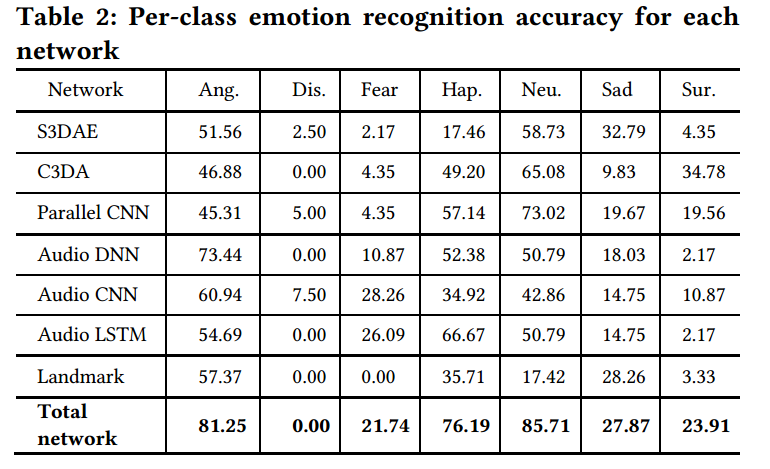 Table 2: Per-class emotion recognition accuracy for each
network
Network Ang. Dis. Fear Hap. Neu. Sad Sur.
S3DAE 51.56 2.50 2.17 17.46 58.73 32.79 4.35
C3DA 46.88 0.00 4.35 49.20 65.08 9.83 34.78
Parallel CNN 45.31 5.00 4.35 57.14 73.02 19.67 19.56
Audio DNN 73.44 0.00 10.87 52.38 50.79 18.03 2.17
Audio CNN 60.94 7.50 28.26 34.92 42.86 14.75 10.87
Audio LSTM 54.69 0.00 26.09 66.67 50.79 14.75 2.17
Landmark 57.37 0.00 0.00 35.71 17.42 28.26 3.33
Total
network 81.25 0.00 21.74 76.19 85.71 27.87 23.91